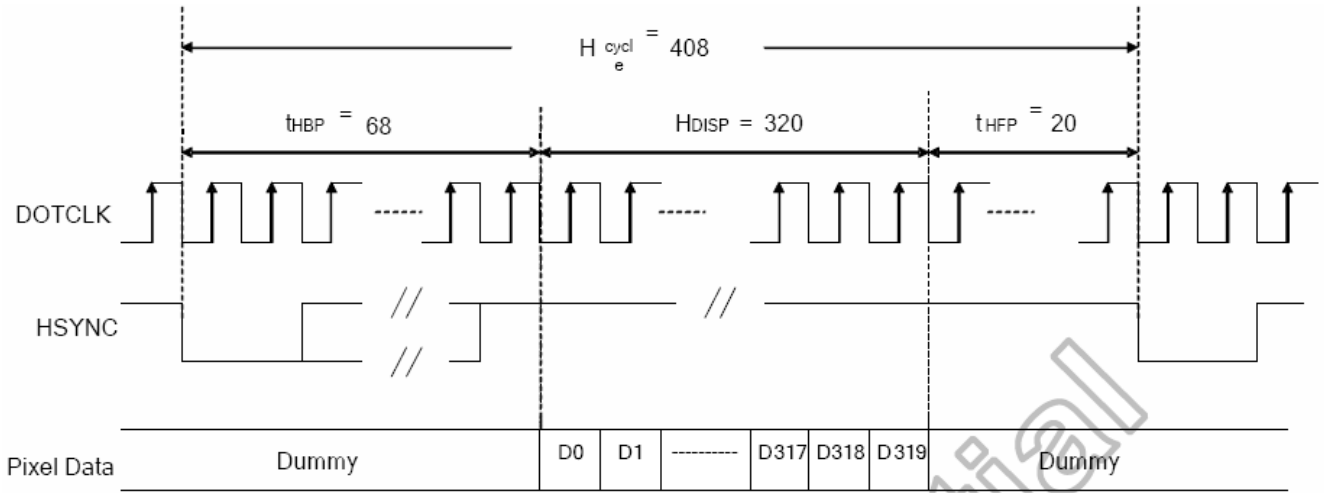 H cycle = 408
tHBP = 68
HDISP = 320
tHFP = 20
DOTCLK
HSYNC
Pixel Data
Dummy
D0
D1
D317
D318
D319
Dummy